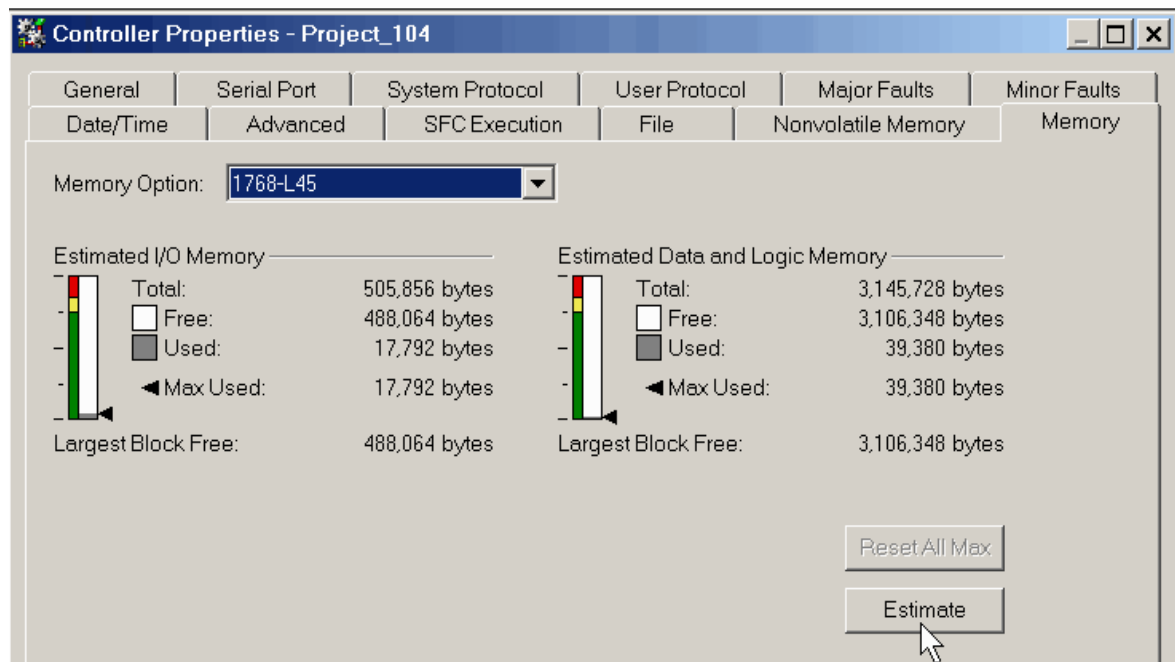 Controller Properties - Project_104
General Serial Port System Protocol User Protocol Major Faults Minor Faults
Date/Time Advanced SFC Execution File Nonvolatile Memory Memory
Memory Option: 1768-L45
Estimated I/O Memory Estimated Data and Logic Memory
Total: 505,856 bytes Total: 3,145,728 bytes
Free: 488,064 bytes Free: 3,106,348 bytes
Used: 17,792 bytes Used: 39,380 bytes
Max Used: 17,792 bytes Max Used: 39,380 bytes
Largest Block Free: 488,064 bytes Largest Block Free: 3,106,348 bytes
Reset All Max
Estimate